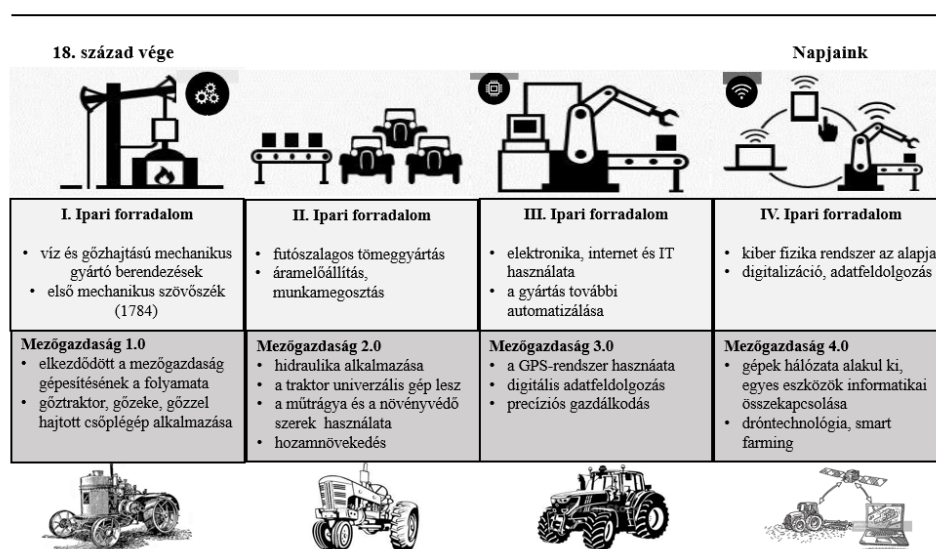 18. század vége
Napjaink
I. Ipari forradalom
• víz és gőzhajtású mechanikus
gyártó berendezések
• első mechanikus szövőszék
(1784)
II. Ipari forradalom
• futószalagos tömeggyártás
• áramelőállítás,
munkamegosztás
III. Ipari forradalom
• elektronika, internet és IT
használata
• a gyártás további
automatizálása
IV. Ipari forradalom
• kiber fizika rendszer az alapja
• digitalizáció, adatfeldolgozás
Mezőgazdaság 1.0
• elkezdődött a mezőgazdaság
gépesítésének a folyamata
• gőztraktor, gőzeke, gőzzel
hajtott csőplégép alkalmazása
Mezőgazdaság 2.0
• hidraulika alkalmazása
• a traktor univerzális gép lesz
• a műtrágya és a növényvédő
szerek használata
• hozamnövekedés
Mezőgazdaság 3.0
• a GPS-rendszer hasznáata
• digitális adatfeldolgozás
• precíziós gazdálkodás
Mezőgazdaság 4.0
• gépek hálózata alakul ki,
egyes eszközök informatikai
összekapcsolása
• dróntechnológia, smart
farming